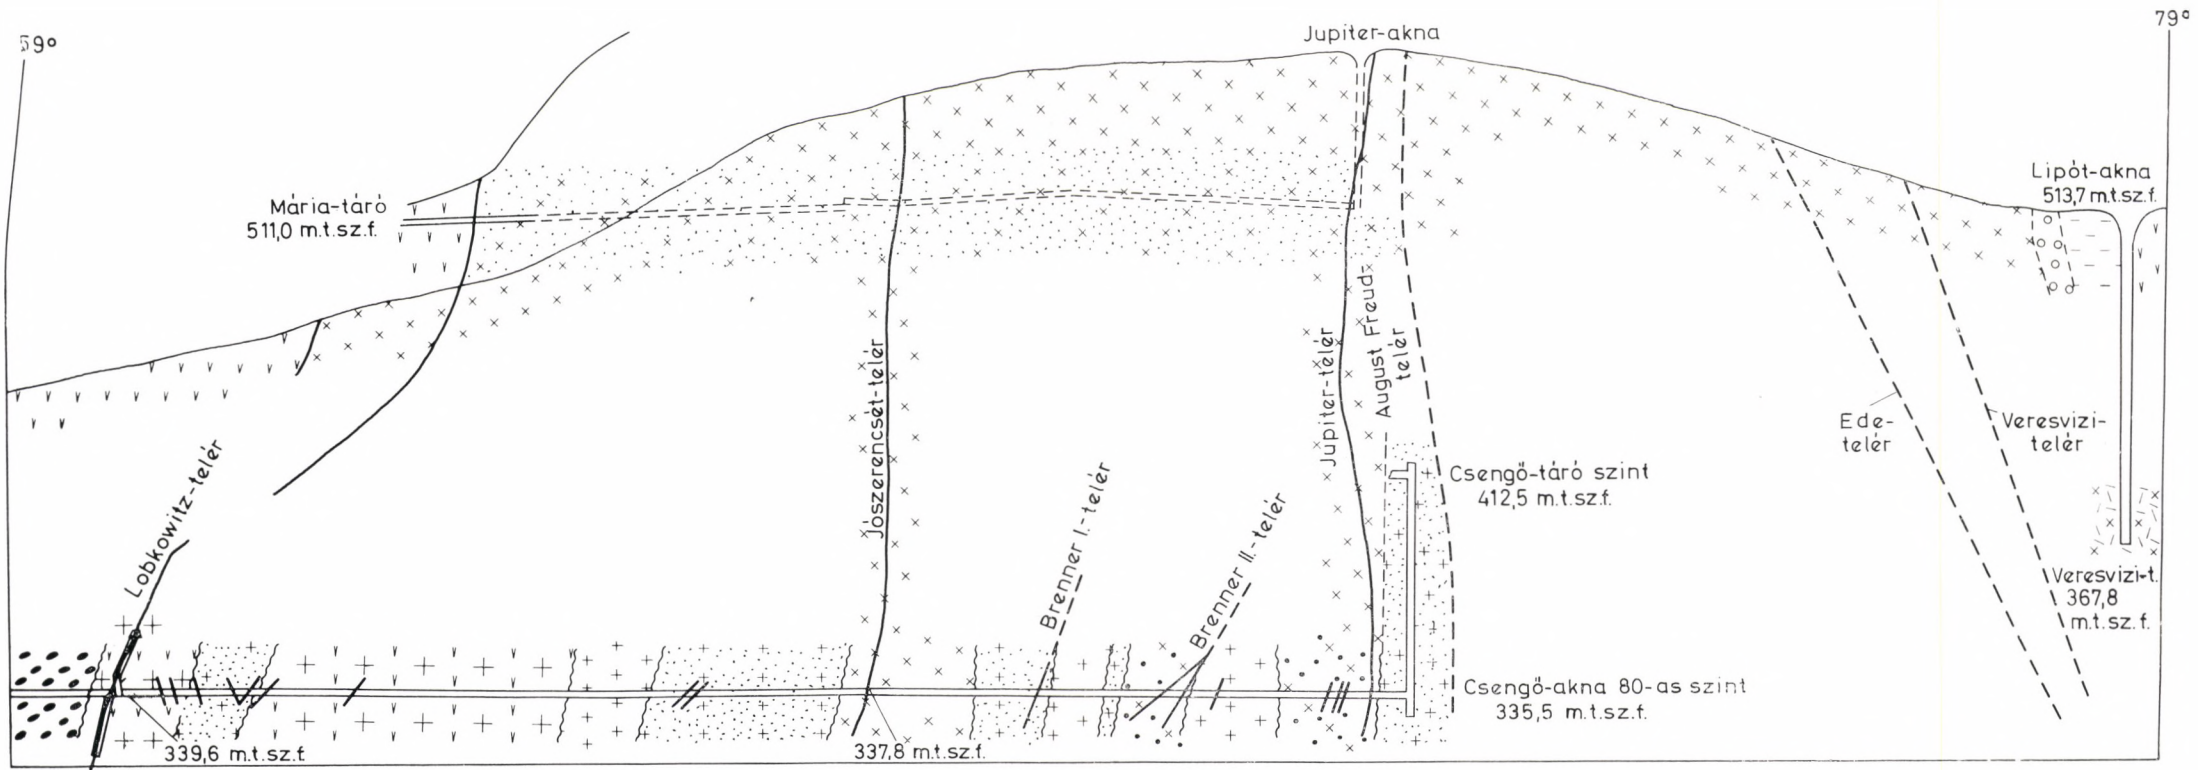 59°
79°
Jupiter-akna
Mária-táró
511,0 m.t.sz.f.
Lipót-akna
513,7 m.t.sz.f.
Lobkowitz-telér
Jószerencsét-telér
Brenner I.-telér
Brenner II.-telér
Jupiter-telér
August Freud-
telér
Csengő-táró szint
412,5 m.t.sz.f.
Ede-
telér
Veresvizi-
telér
Veresvizi-t.
367,8
m.t.sz.f.
Csengő-akna 80-as szint
335,5 m.t.sz.f.
339,6 m.t.sz.f.
337,8 m.t.sz.f.